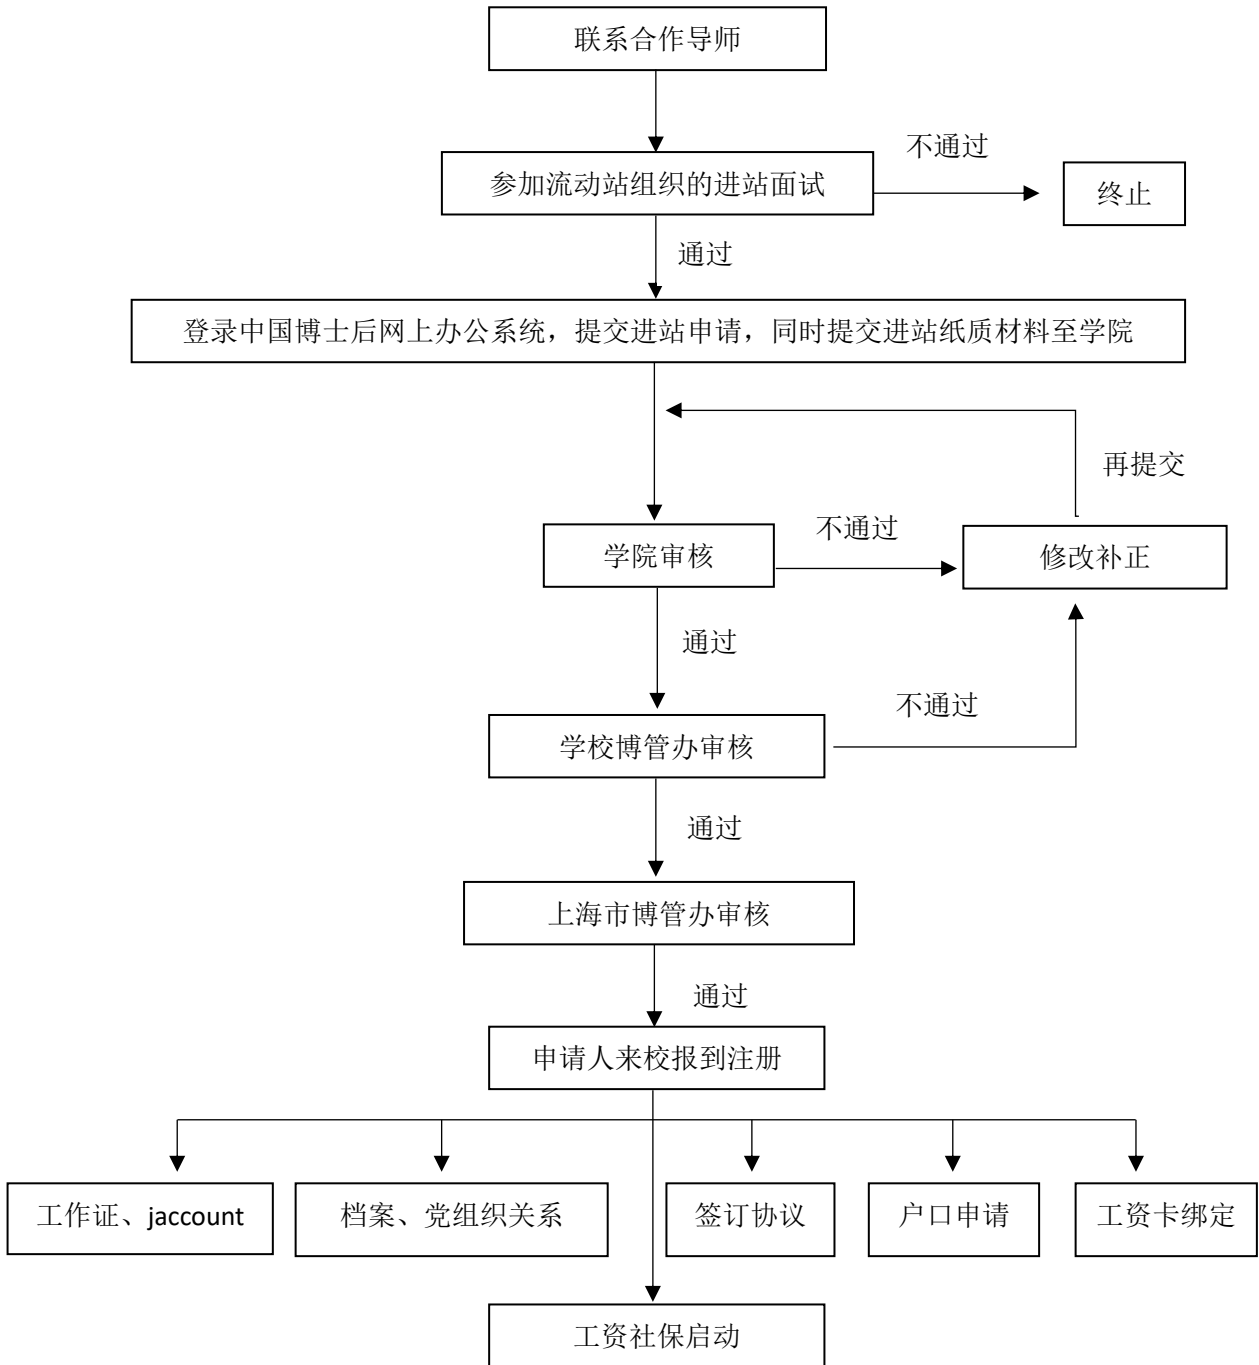 联系合作导师
不通过
参加流动站组织的进站面试
终止
通过
登录中国博士后网上办公系统，提交进站申请，同时提交进站纸质材料至学院
再提交
不通过
学院审核
修改补正
通过
不通过
学校博管办审核
通过
上海市博管办审核
通过
申请人来校报到注册
工作证、jaccount
档案、党组织关系
签订协议
户口申请
工资卡绑定
工资社保启动